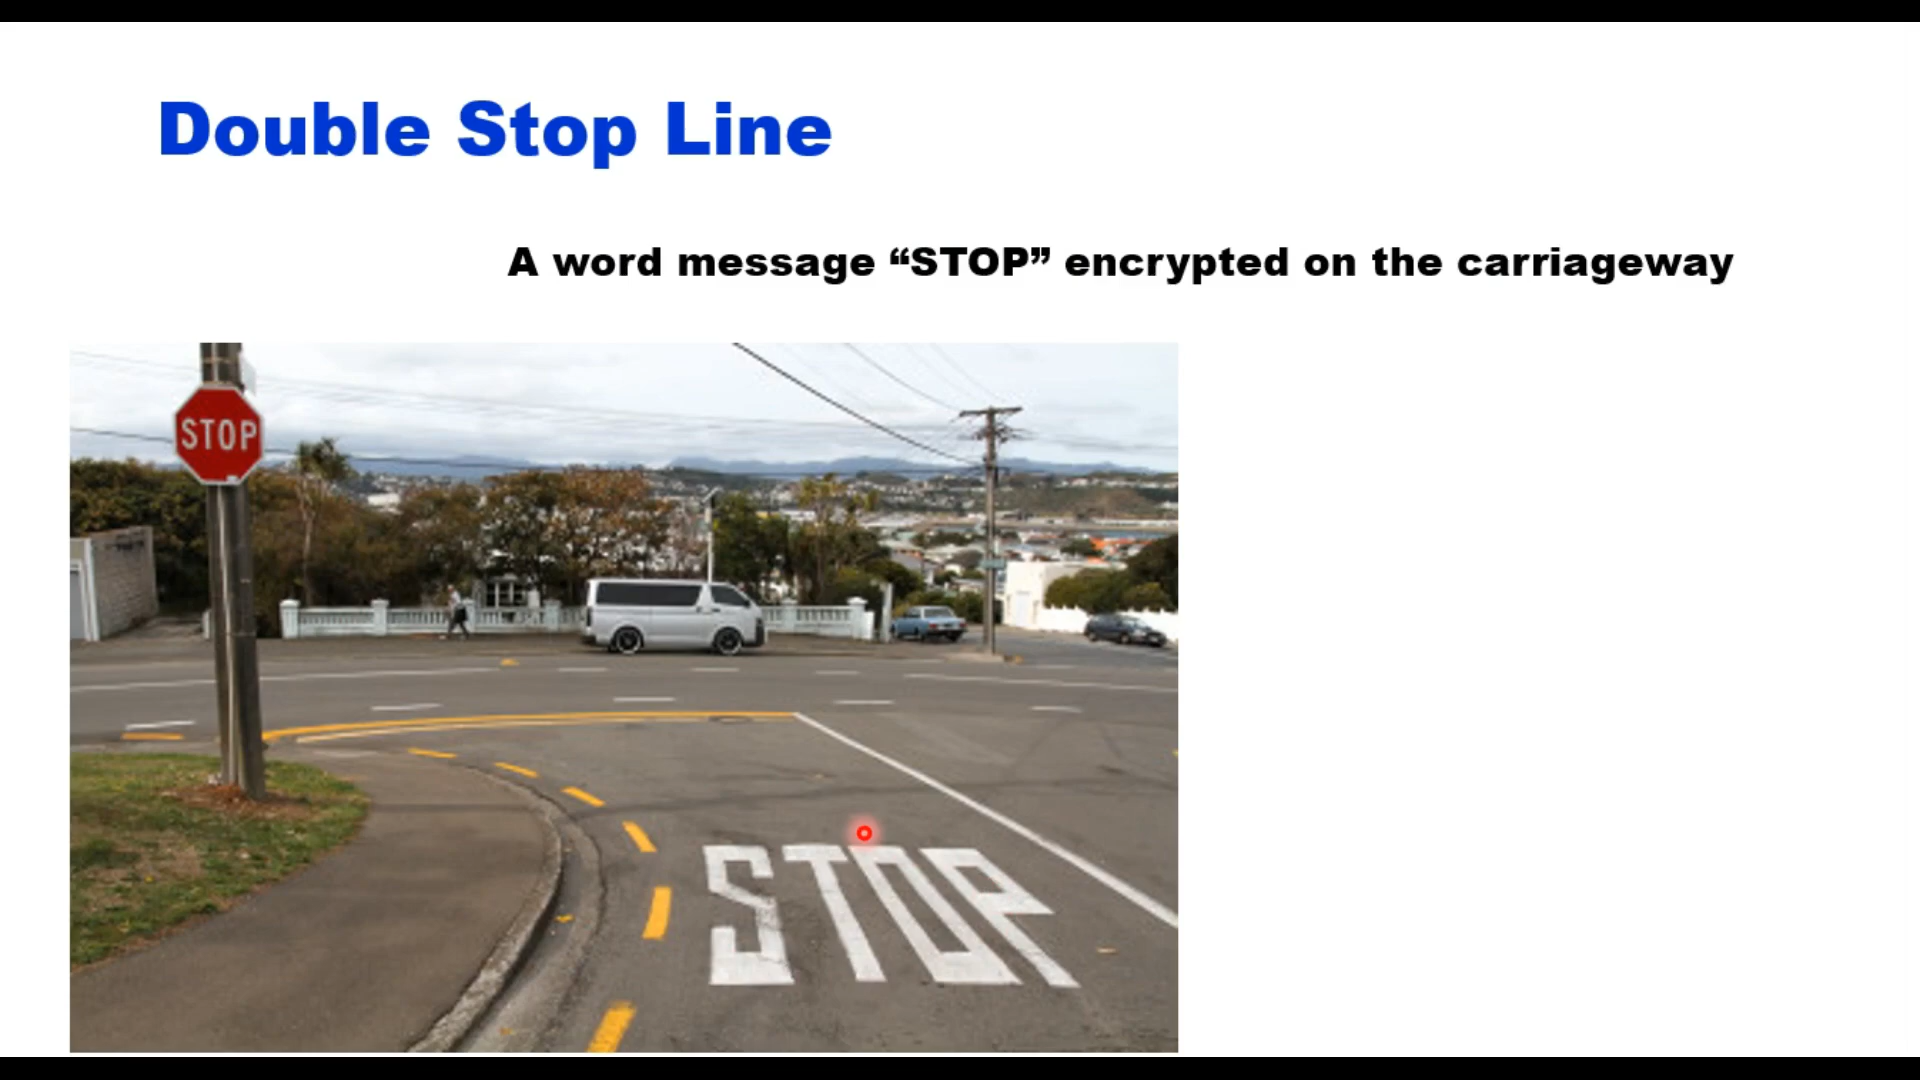 Double Stop Line
A word message “STOP” encrypted on the carriageway
STOP
STOP